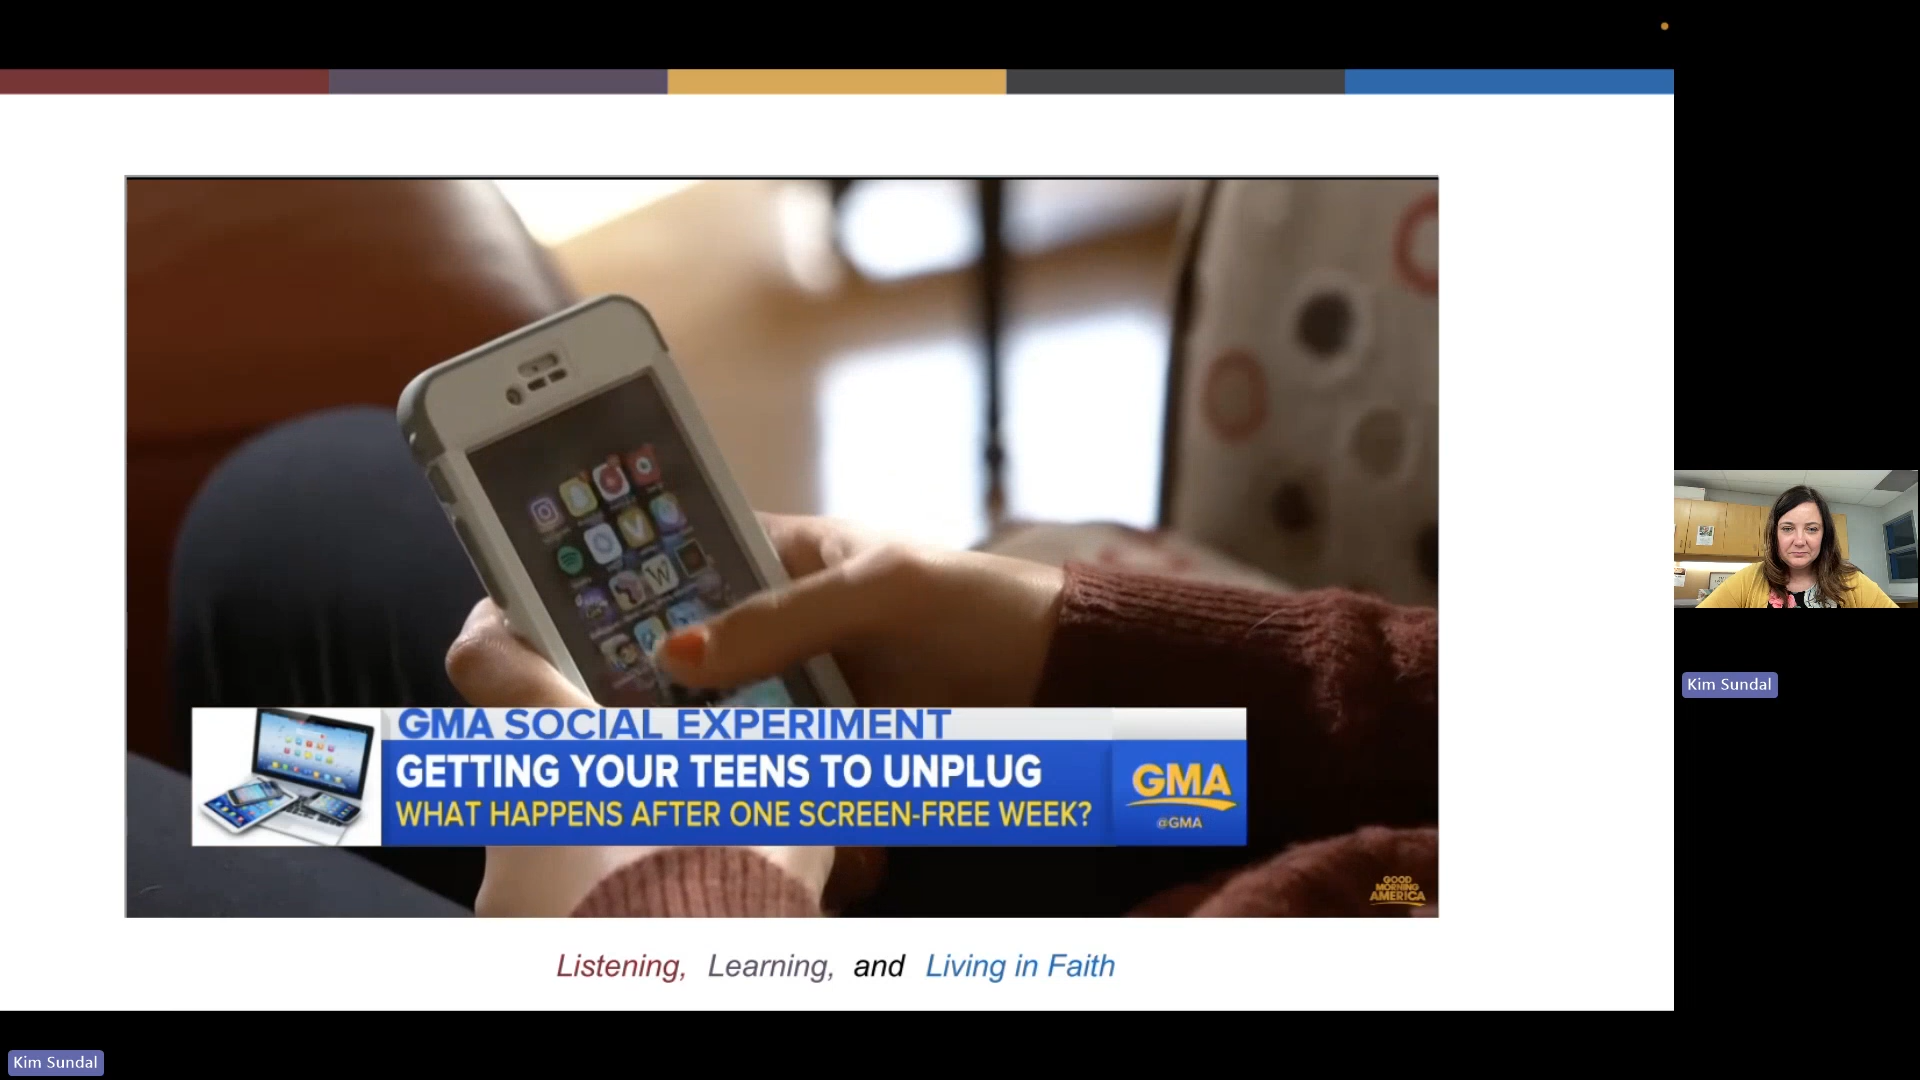 GMA SOCIAL EXPERIMENT
GETTING YOUR TEENS TO UNPLUG
WHAT HAPPENS AFTER ONE SCREEN-FREE WEEK?
GMA
@GMA
GOOD
MORNING
AMERICA
Listening, Learning, and Living in Faith
Kim Sundal
Kim Sundal